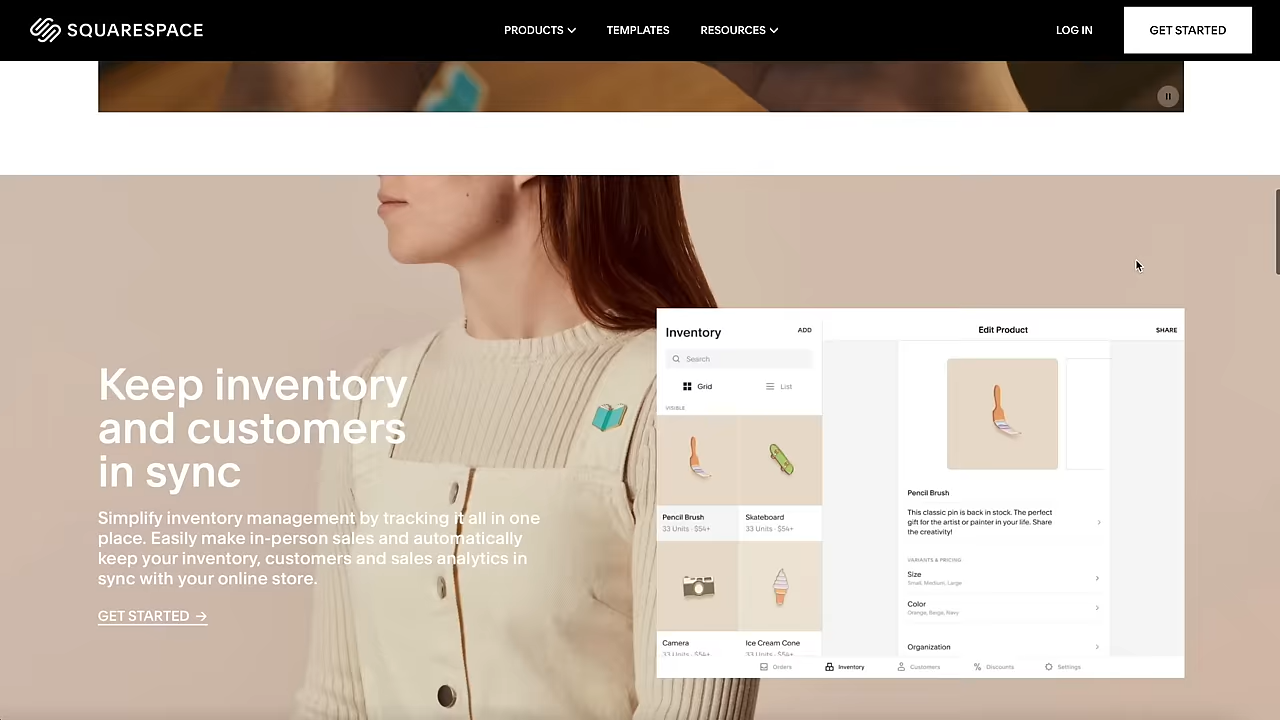 SQUARESPACE
PRODUCTS
TEMPLATES
RESOURCES
LOG IN
GET STARTED
Keep inventory
and customers
in sync
Simplify inventory management by tracking it all in one
place. Easily make in-person sales and automatically
keep your inventory, customers and sales analytics in
sync with your online store.
GET STARTED →
Inventory
ADD
Search
Grid
List
VISIBLE
Pencil Brush
33 Units · $54+
Skateboard
33 Units · $54+
Camera
33 Units · $54+
Ice Cream Cone
33 Units · $54+
Edit Product
SHARE
Pencil Brush
This classic pin is back in stock. The perfect
gift for the artist or painter in your life. Share
the creativity!
VARIANTS & PRICING
Size
Small, Medium, Large
Color
Orange, Beige, Navy
Organization
Orders
Inventory
Customers
Discounts
Settings